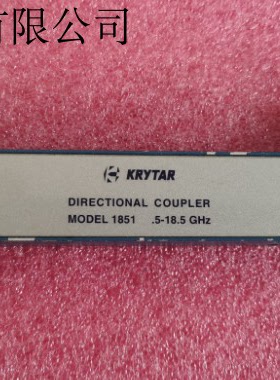 有限公司
KRYTAR
DIRECTIONAL COUPLER
MODEL 1851 .5-18.5 GHz